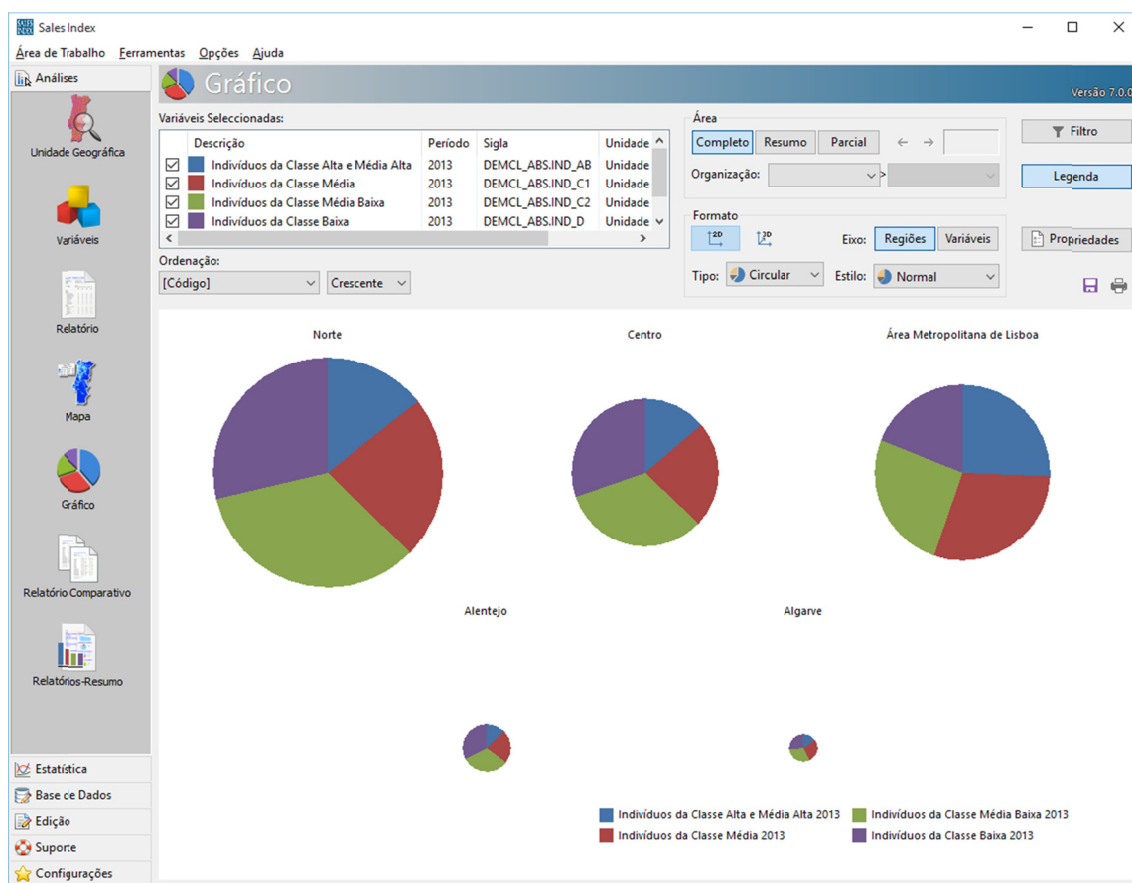 Sales Index
Área de Trabalho Ferramentas Opções Ajuda
Análises
Gráfico
Versão 7.0.0
Unidade Geográfica
Variáveis
Relatório
Mapa
Gráfico
Relatório Comparativo
Relatórios-Resumo
Estatística
Base de Dados
Edição
Suporte
Configurações
Variáveis Seleccionadas:
Descrição Período Sigla Unidade
Indivíduos da Classe Alta e Média Alta 2013 DEMCL_ABS.IND_AB Unidade
Indivíduos da Classe Média 2013 DEMCL_ABS.IND_C1 Unidade
Indivíduos da Classe Média Baixa 2013 DEMCL_ABS.IND_C2 Unidade
Indivíduos da Classe Baixa 2013 DEMCL_ABS.IND_D Unidade
Ordenação:
[Código] Crescente
Área
Completo Resumo Parcial
Organização: >
Formato
2D 3D Eixo: Regiões Variáveis
Tipo: Circular Estilo: Normal
Filtro
Legenda
Propriedades
Norte Centro Área Metropolitana de Lisboa
Alentejo Algarve
Indivíduos da Classe Alta e Média Alta 2013 Indivíduos da Classe Média Baixa 2013
Indivíduos da Classe Média 2013 Indivíduos da Classe Baixa 2013